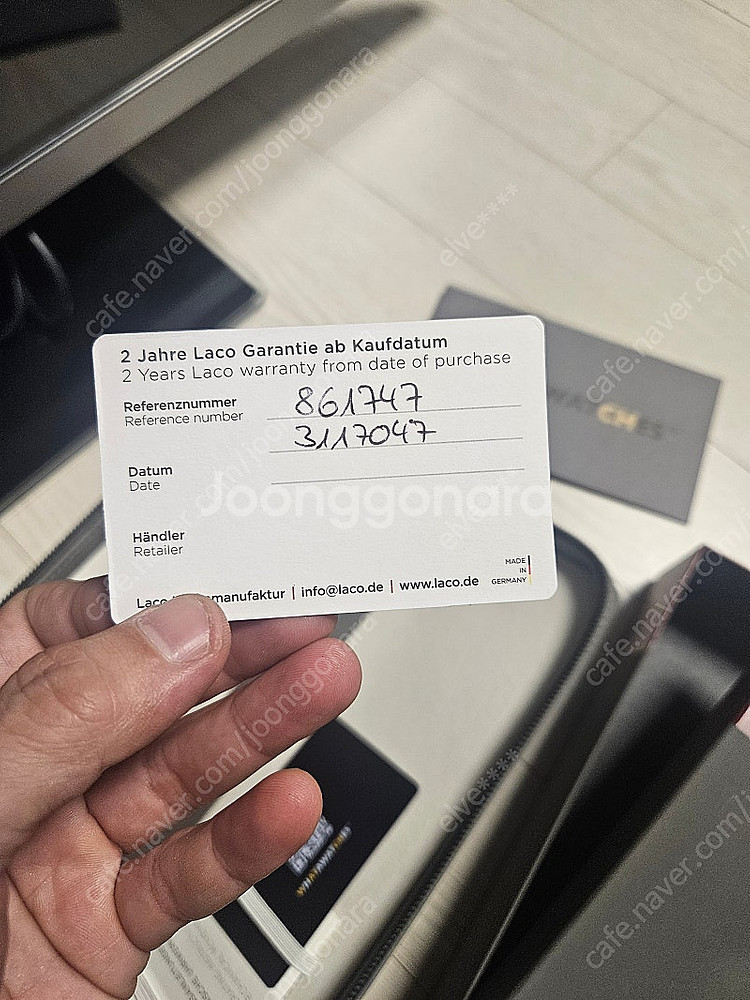 2 Jahre Laco Garantie ab Kaufdatum
2 Years Laco warranty from date of purchase
Referenznummer
Reference number
861747
3117047
Datum
Date
Händler
Retailer
MADE
IN
GERMANY
Laco manufaktur | info@laco.de | www.laco.de
Joonggonara
cafe.naver.com/joonggonara
elve****